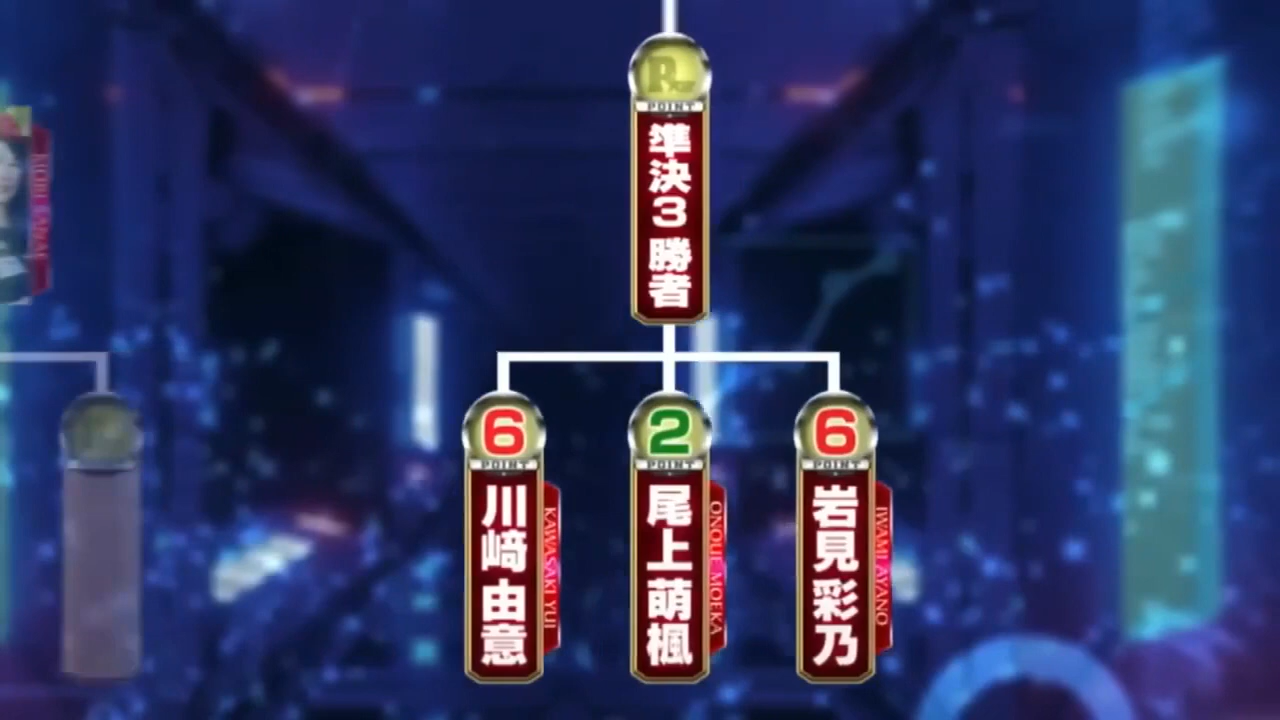 POINT
準決3 勝者
6
POINT
川﨑 由意
KAWASAKI YUI
2
POINT
尾上 萌楓
ONOUE MOEKA
6
POINT
岩見 彩乃
IWAMI AYANO